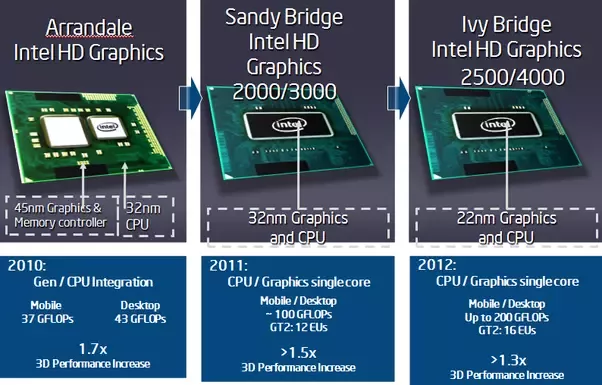 Arrandale
Intel HD Graphics
intel
45nm Graphics &
Memory controller
32nm
CPU
2010:
Gen / CPU Integration
Mobile
37 GFLOPs
Desktop
43 GFLOPs
1.7x
3D Performance Increase
Sandy Bridge
Intel HD
Graphics
2000/3000
intel
32nm Graphics
and CPU
2011:
CPU / Graphics single core
Mobile / Desktop
~ 100 GFLOPs
GT2: 12 EUs
>1.5x
3D Performance Increase
Ivy Bridge
Intel HD Graphics
2500/4000
intel
22nm Graphics
and CPU
2012:
CPU / Graphics single core
Mobile / Desktop
Up to 200 GFLOPs
GT2: 16 EUs
>1.3x
3D Performance Increase